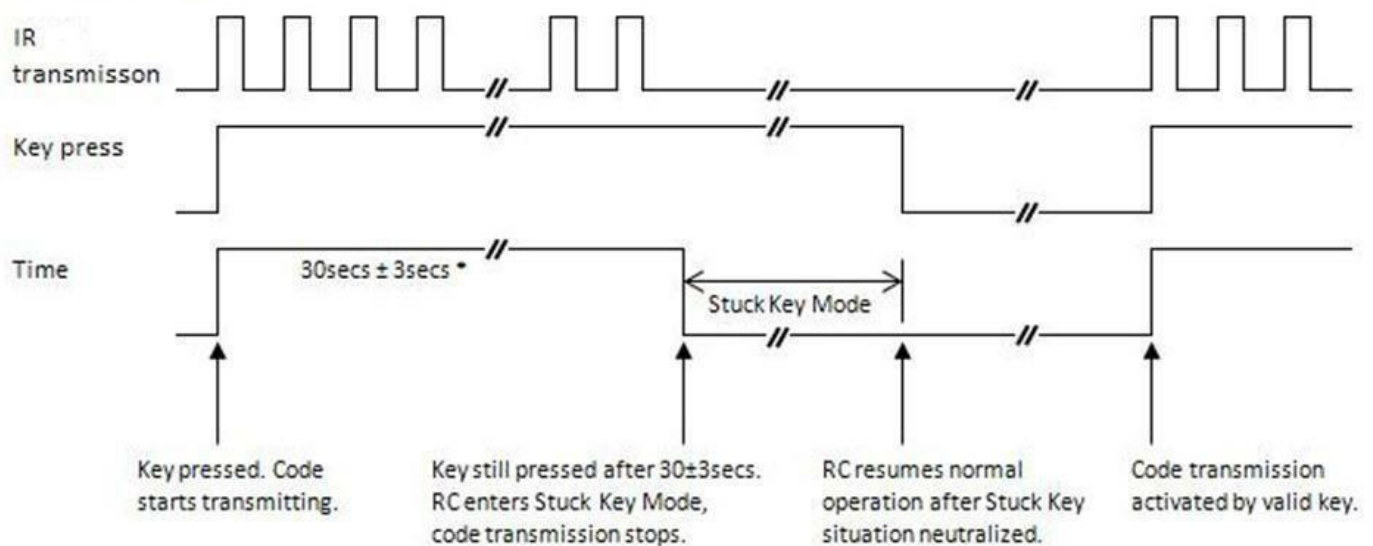 IR
transmisson
Key press
Time
30secs ± 3secs *
Stuck Key Mode
Key pressed. Code
starts transmitting.
Key still pressed after 30±3secs.
RC enters Stuck Key Mode,
code transmission stops.
RC resumes normal
operation after Stuck Key
situation neutralized.
Code transmission
activated by valid key.